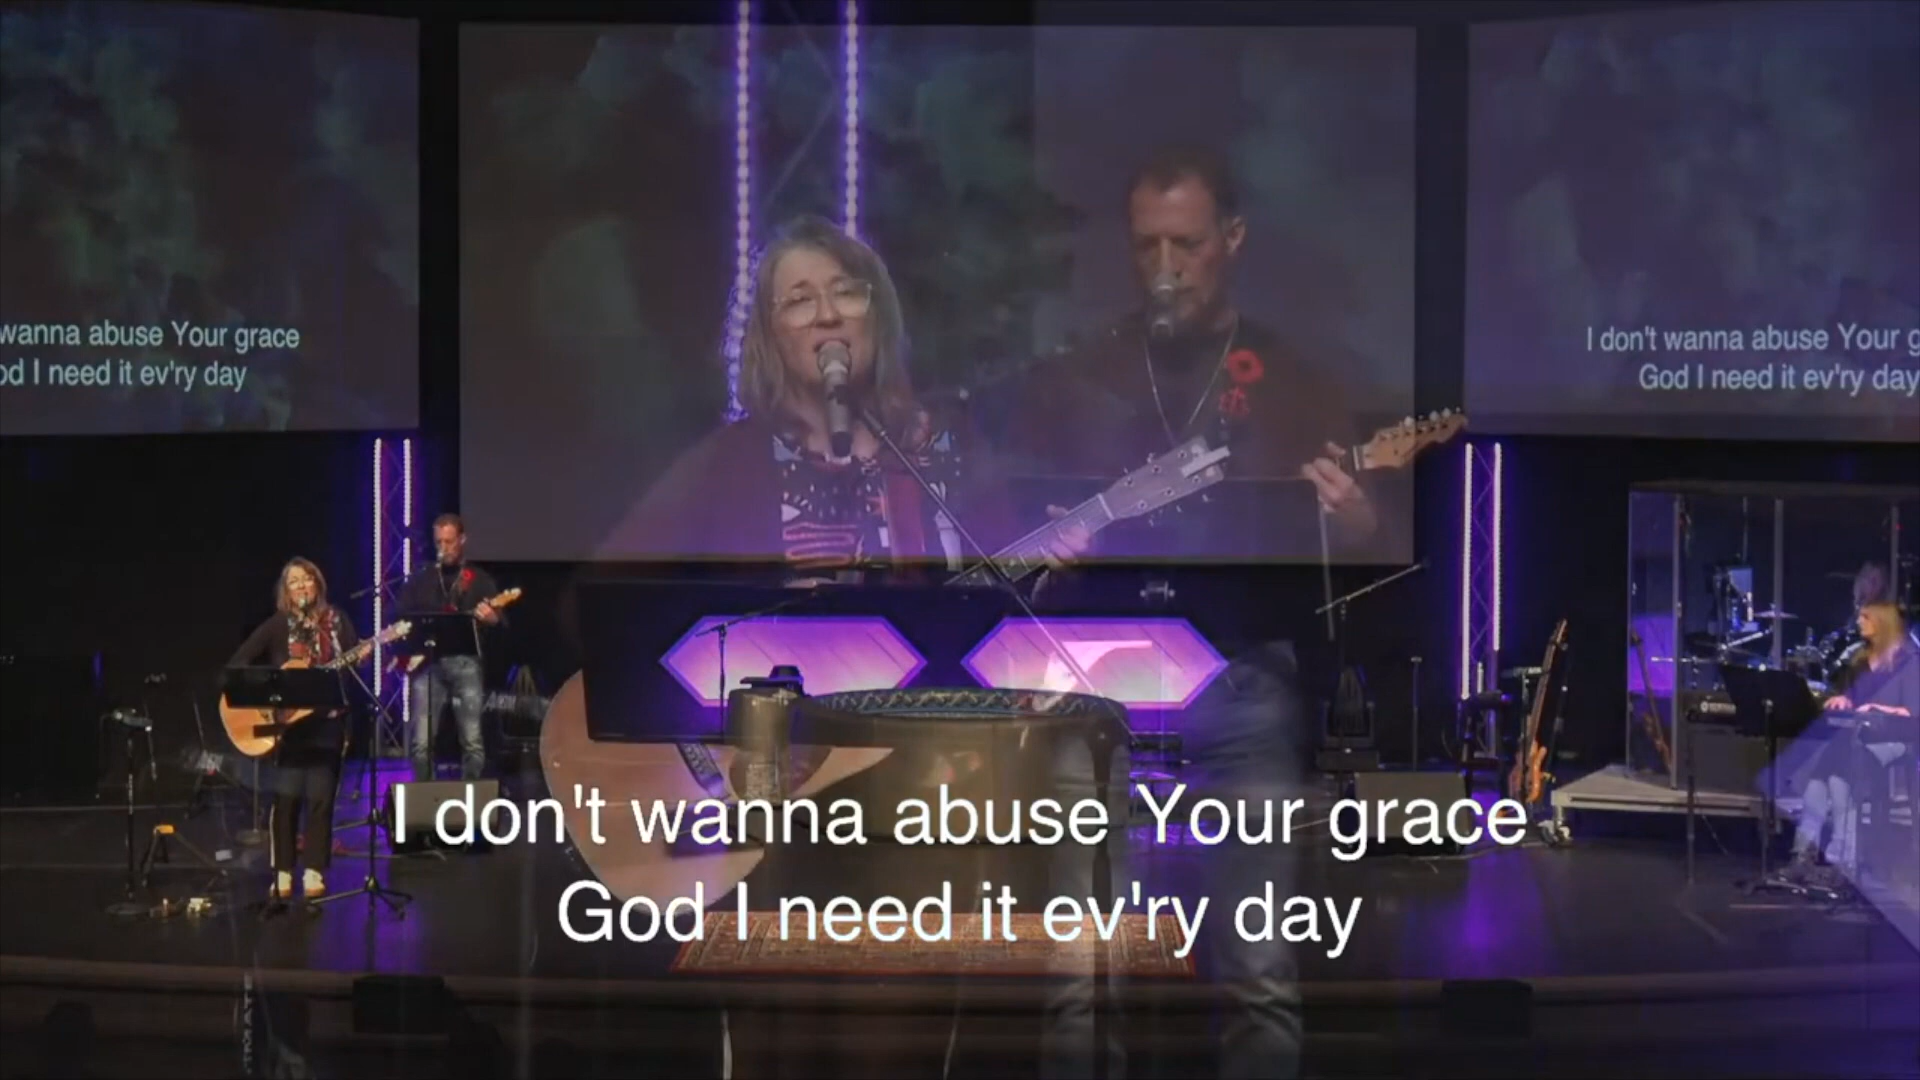 wanna abuse Your grace
I need it ev'ry day
I don't wanna abuse Your
God I need it ev'ry day
I don't wanna abuse Your grace
God I need it ev'ry day